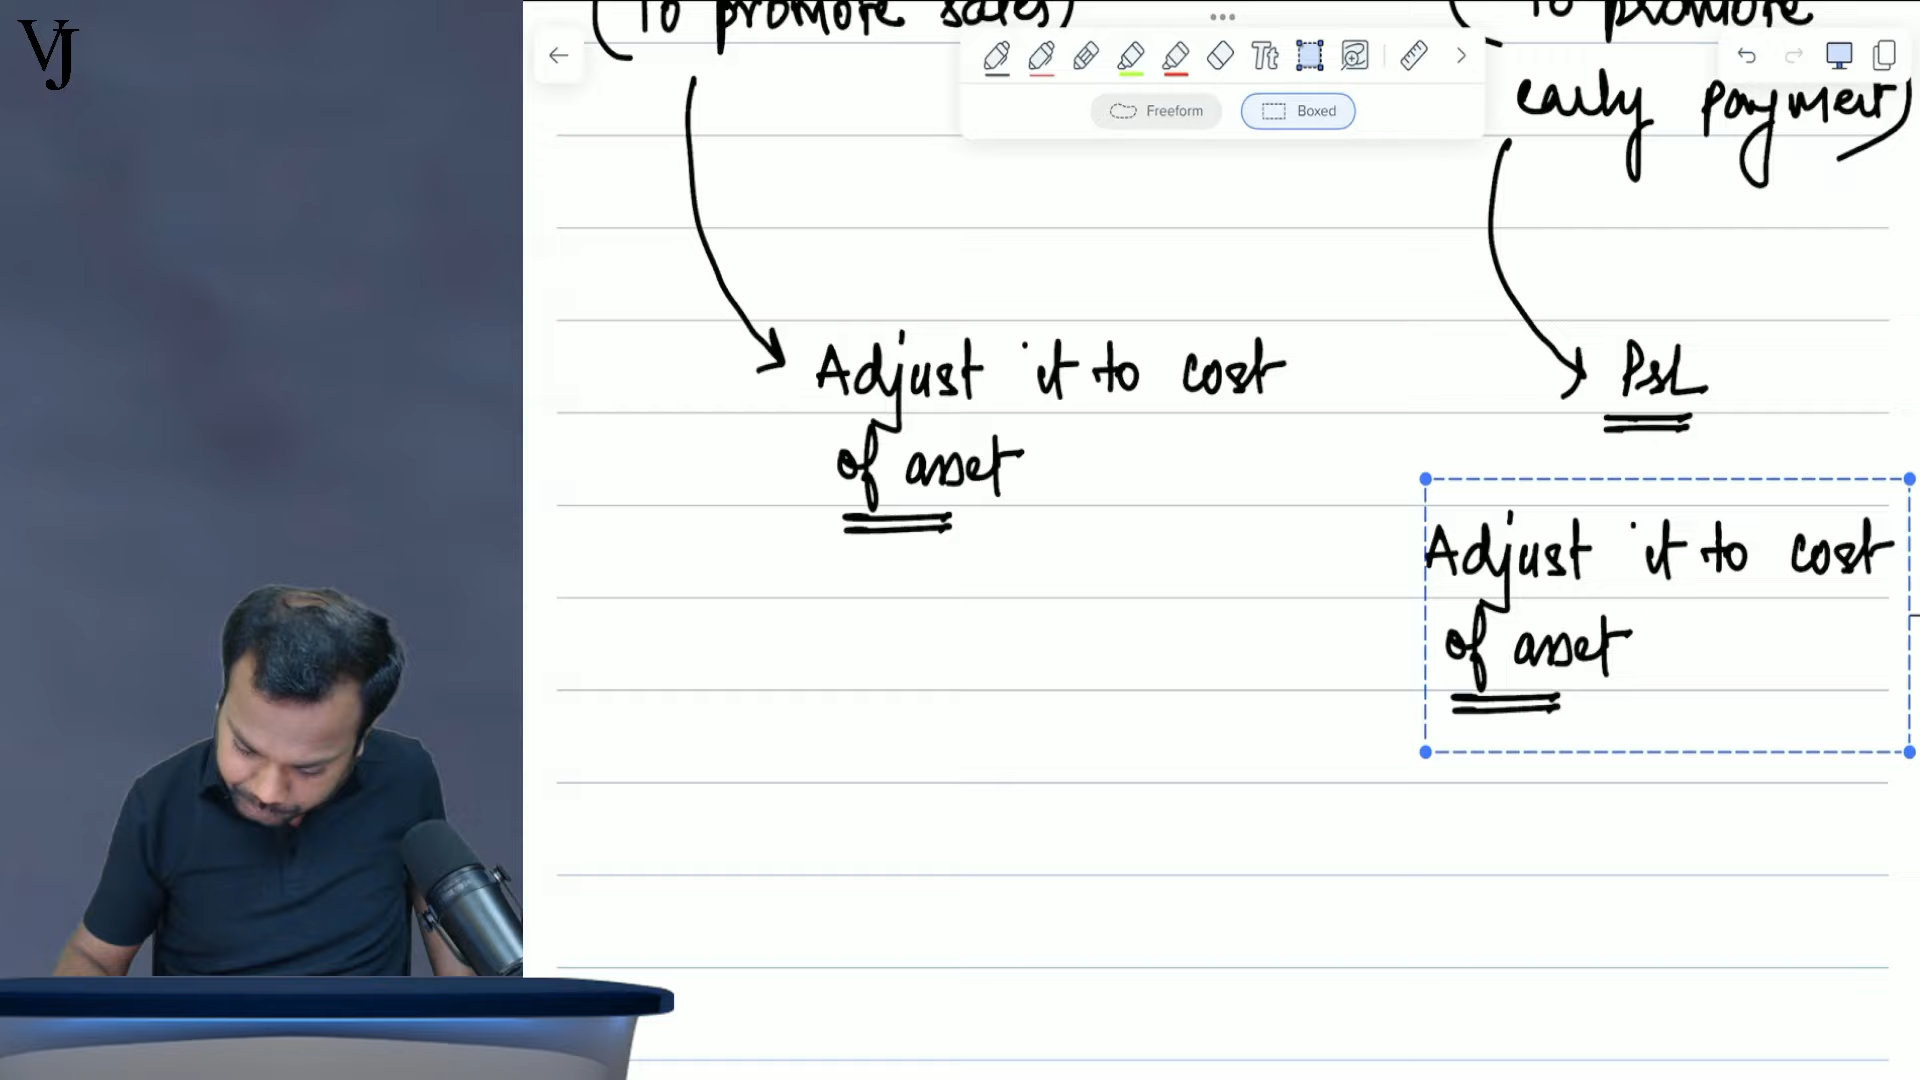 VJ
(To promote sales)
(To promote
early payment)
Freeform
Boxed
Tt
Adjust it to cost
of asset
P&L
Adjust it to cost
of asset